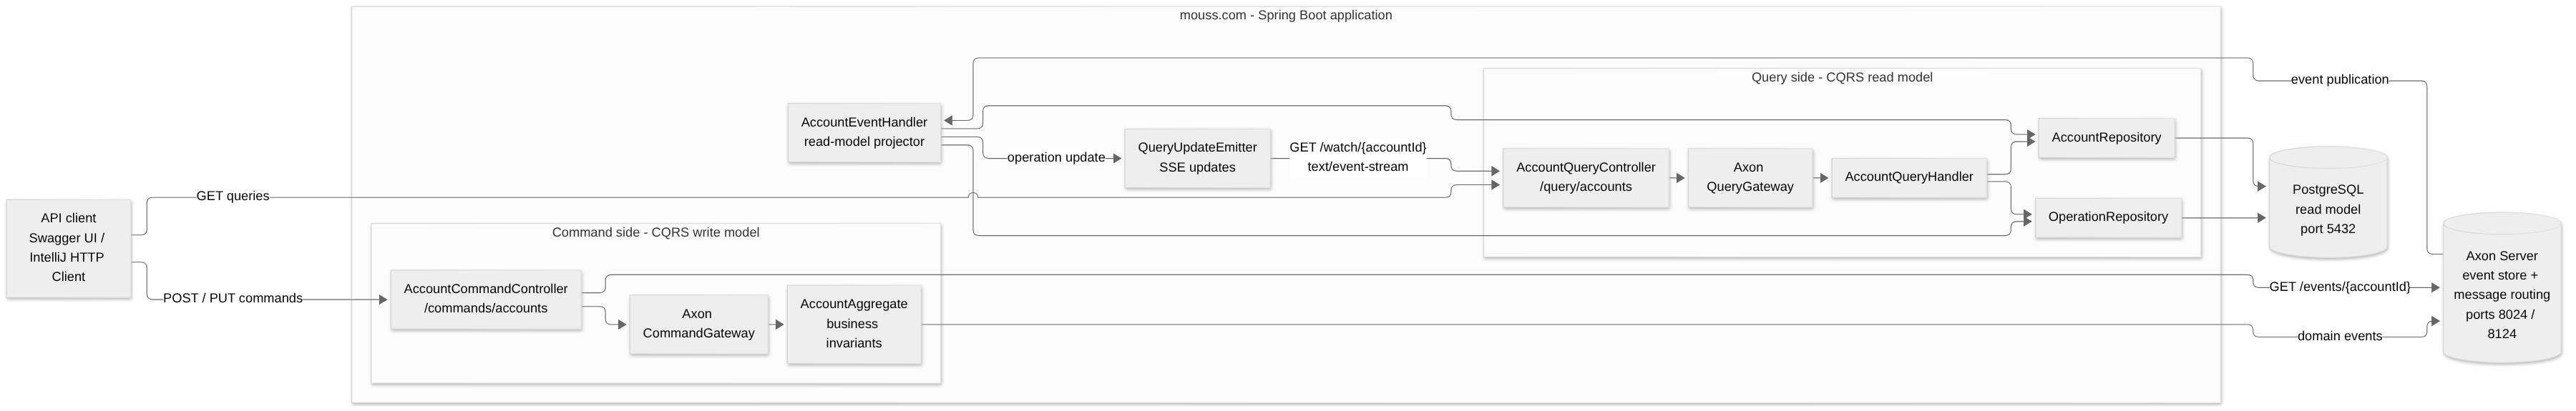 mouss.com - Spring Boot application
Query side - CQRS read model
event publication
AccountEventHandler
read-model projector
operation update
QueryUpdateEmitter
SSE updates
GET /watch/{accountId}
text/event-stream
AccountQueryController
/query/accounts
Axon
QueryGateway
AccountQueryHandler
AccountRepository
OperationRepository
PostgreSQL
read model
port 5432
API client
Swagger UI /
IntelliJ HTTP
Client
GET queries
POST / PUT commands
Command side - CQRS write model
AccountCommandController
/commands/accounts
Axon
CommandGateway
AccountAggregate
business
invariants
GET /events/{accountId}
domain events
Axon Server
event store +
message routing
ports 8024 /
8124